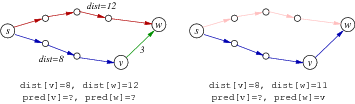 dist=12
s
w
dist=8
3
v
dist[v]=8, dist[w]=12
pred[v]=?, pred[w]=?
s
w
v
dist[v]=8, dist[w]=11
pred[v]=?, pred[w]=v